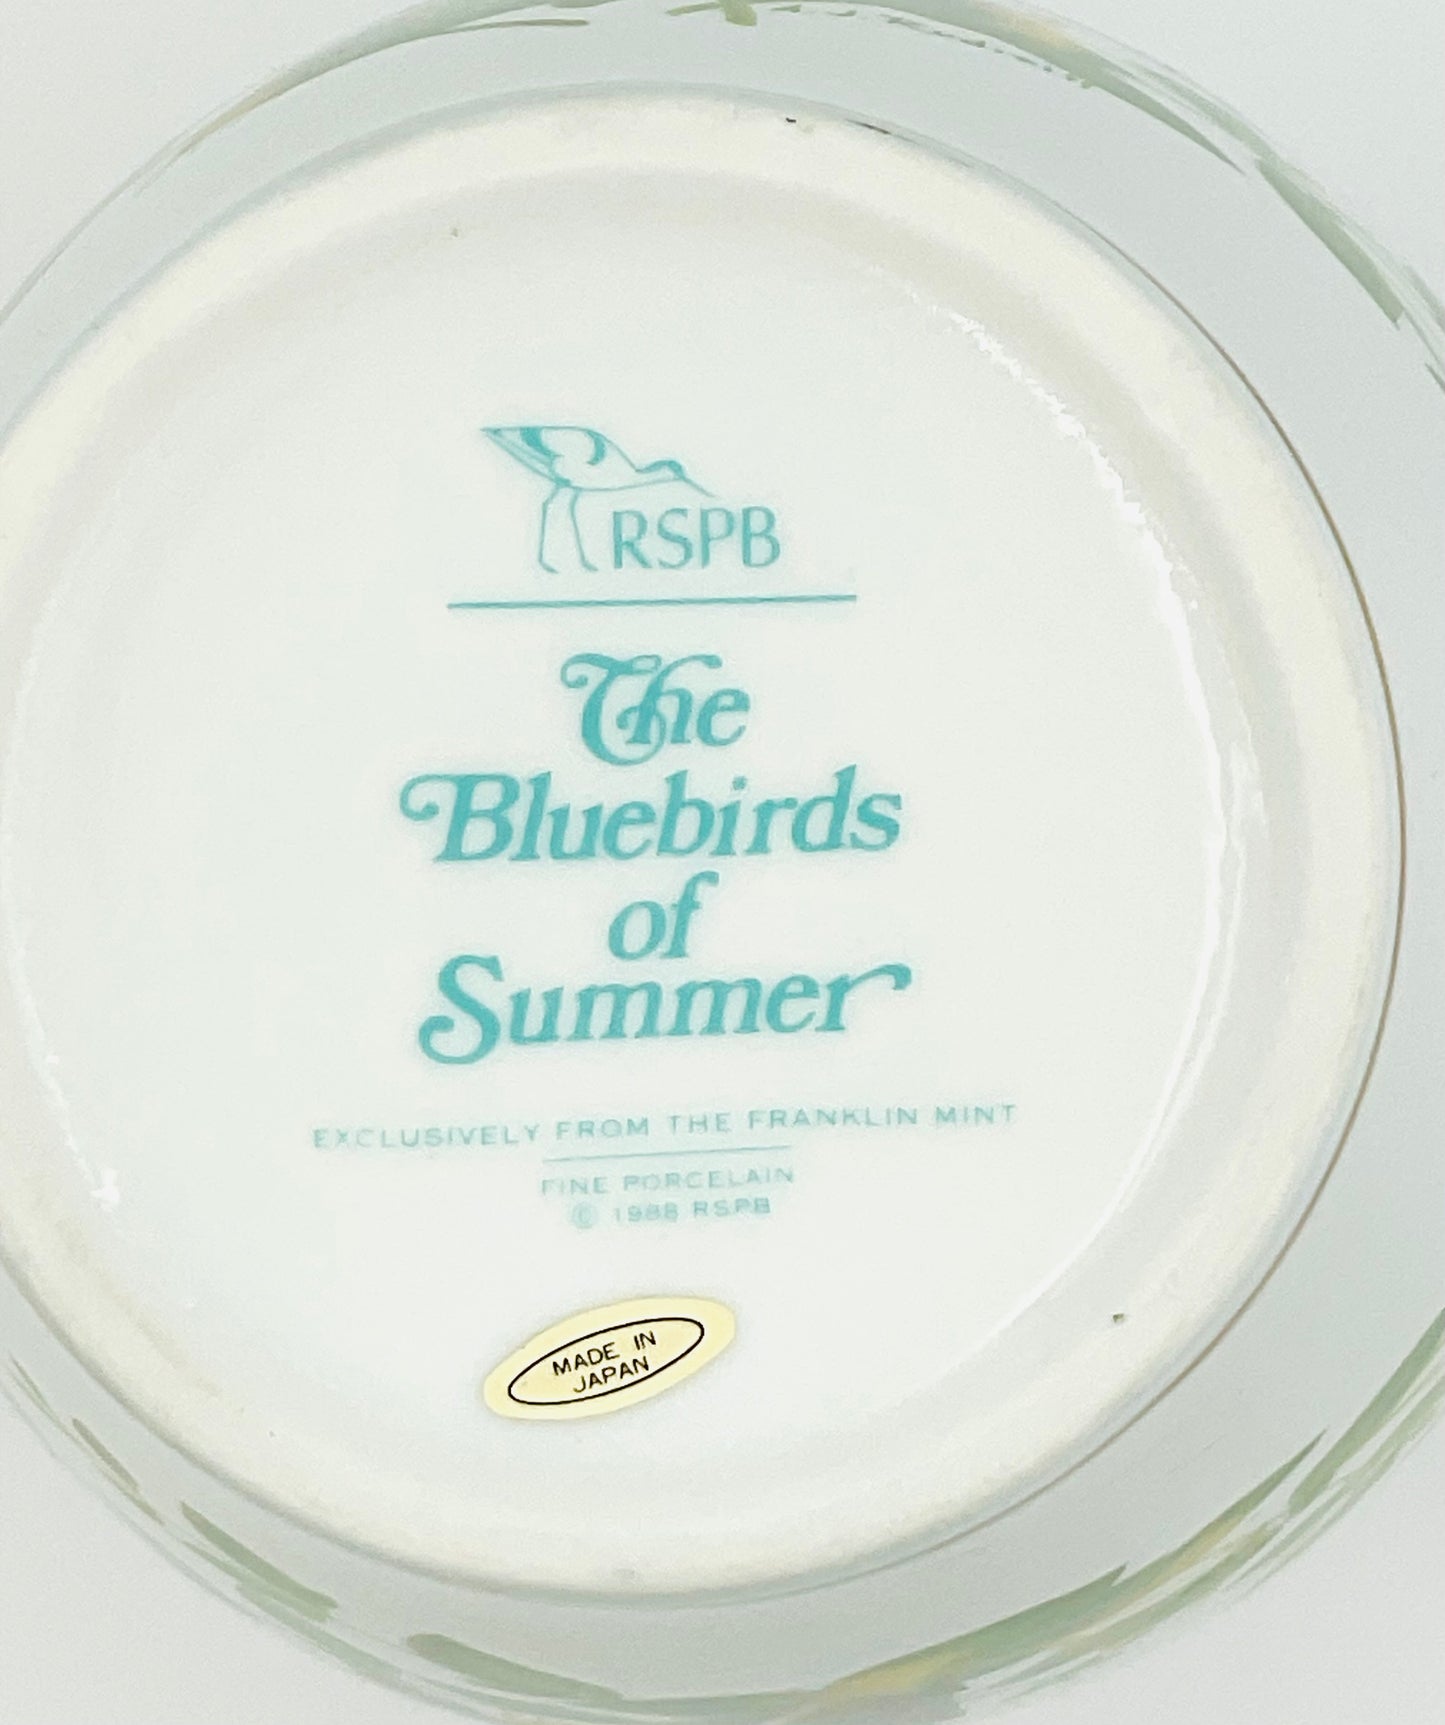 RSPB
The
Bluebirds
of
Summer
EXCLUSIVELY FROM THE FRANKLIN MINT
FINE PORCELAIN
© 1988 RSPB
MADE IN
JAPAN